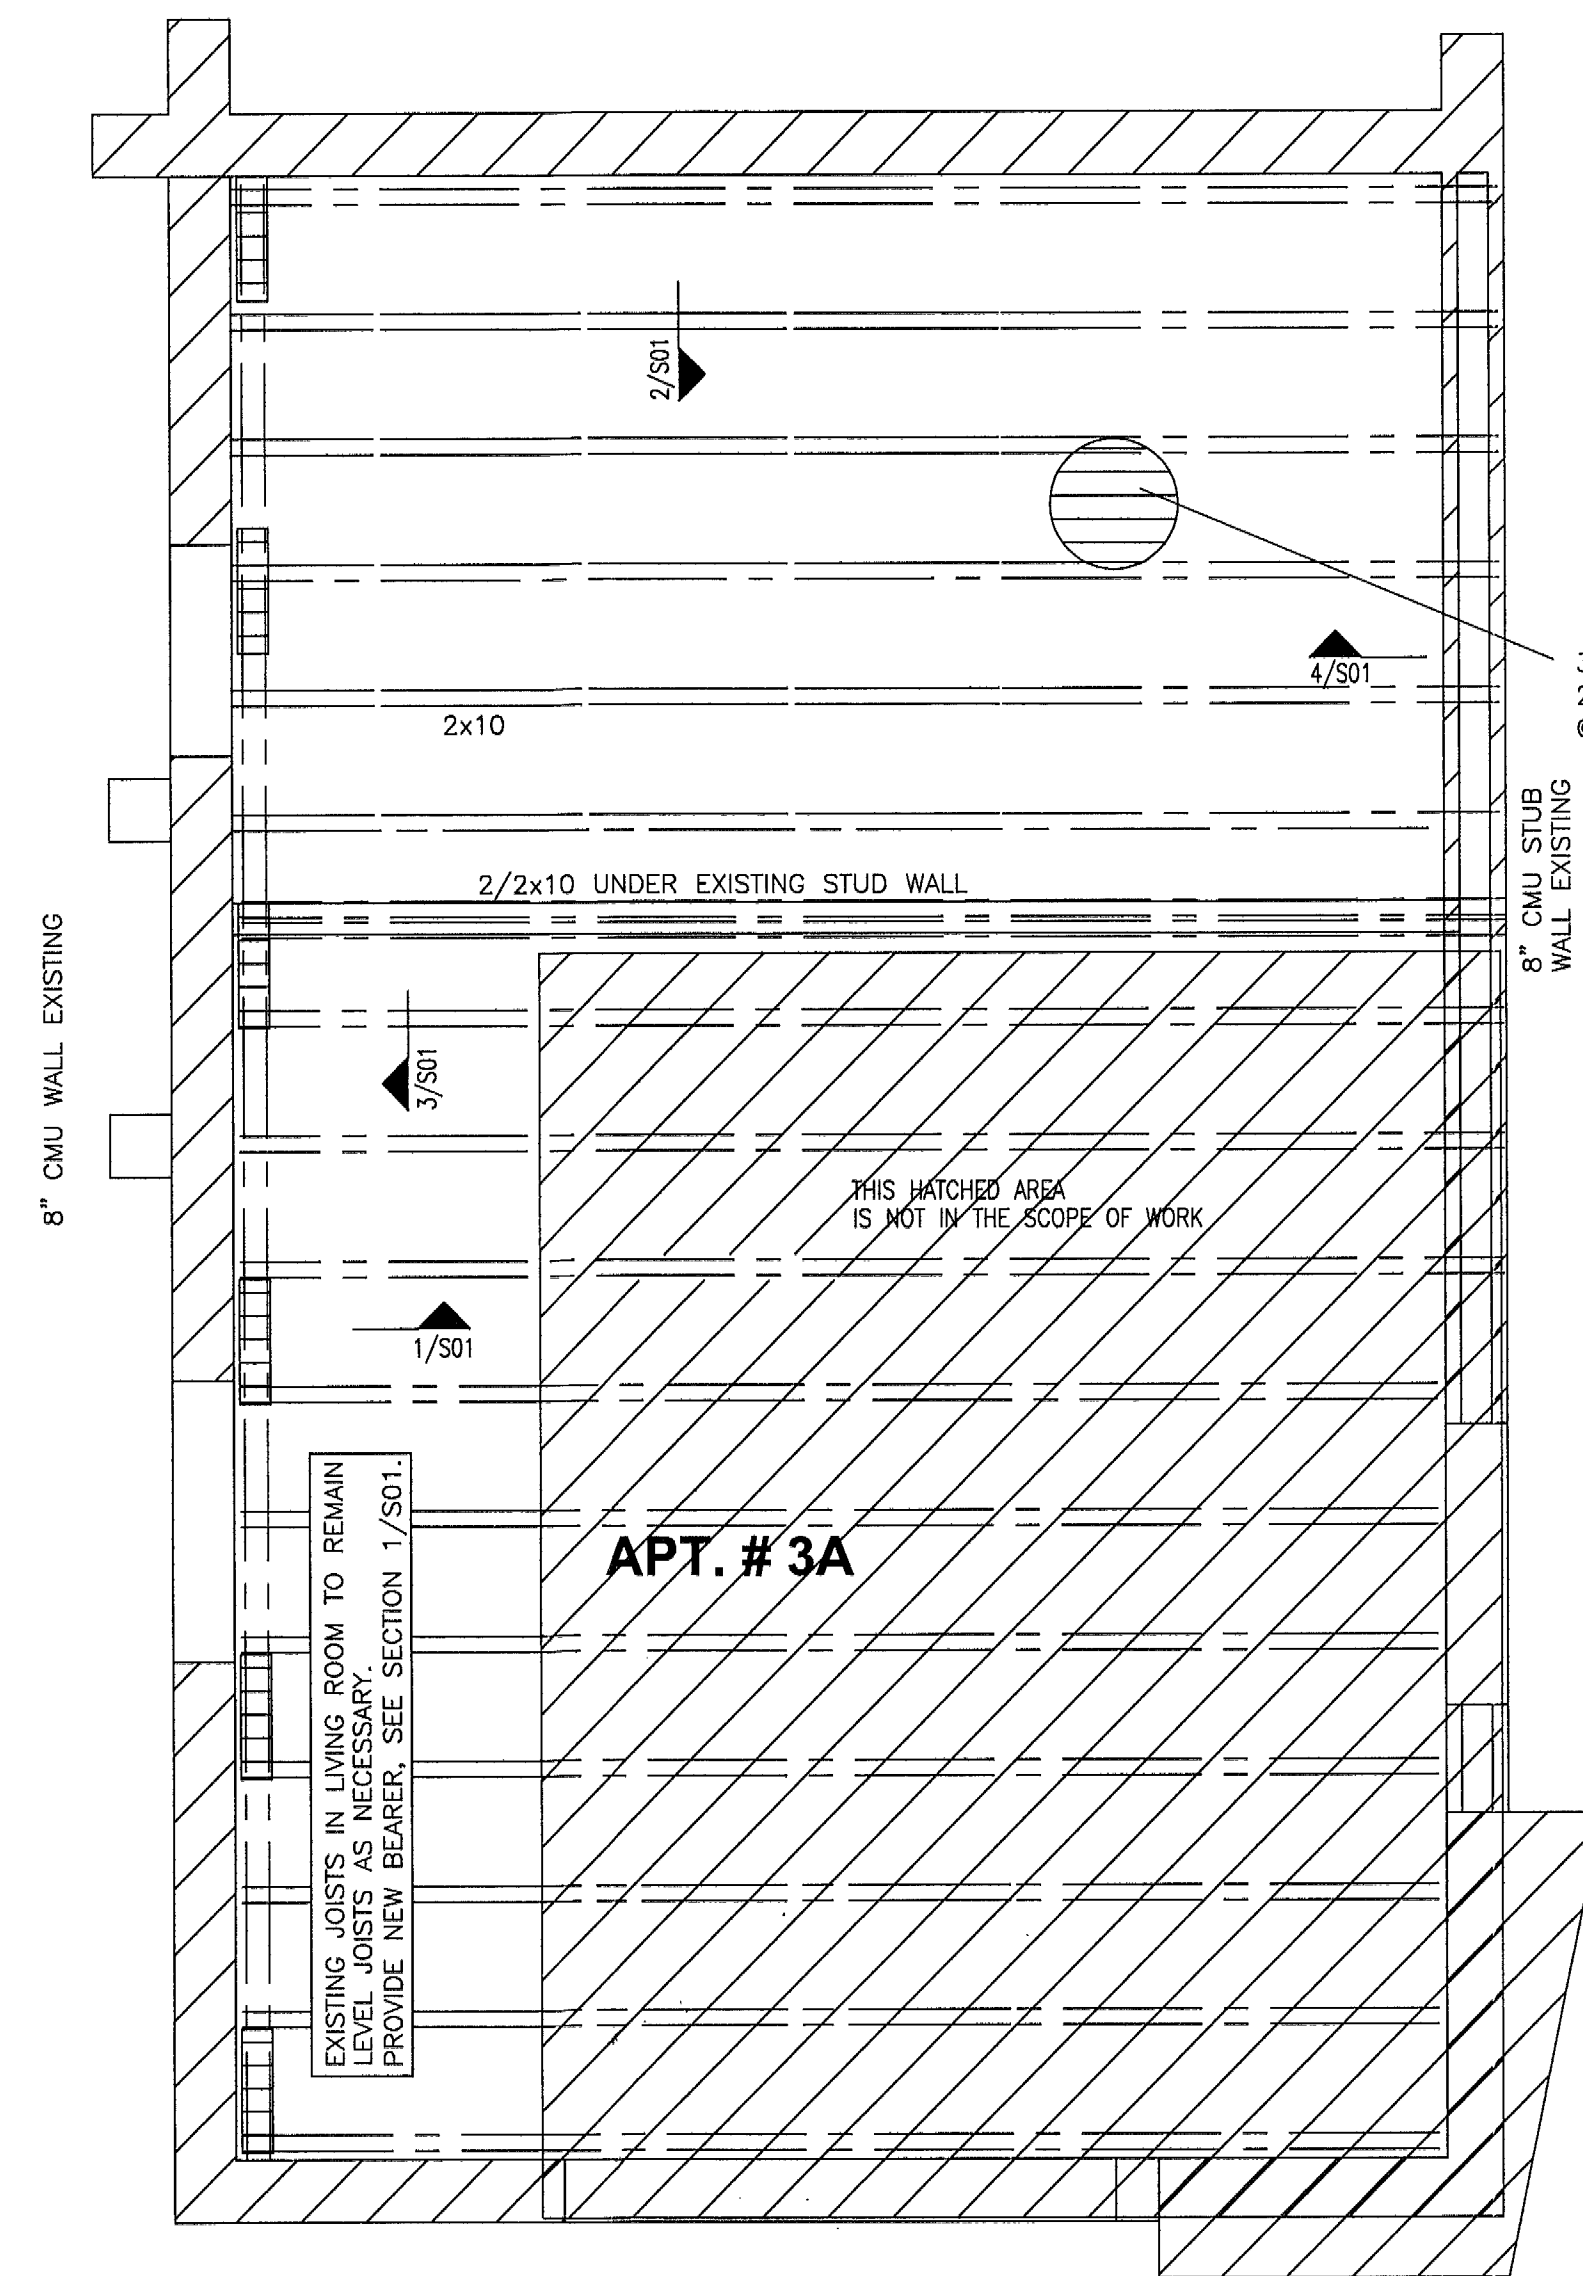 2/S01
4/S01
2x10
8" CMU STUB
WALL EXISTING
2/2x10 UNDER EXISTING STUD WALL
8" CMU WALL EXISTING
3/S01
THIS HATCHED AREA
IS NOT IN THE SCOPE OF WORK
1/S01
EXISTING JOISTS IN LIVING ROOM TO REMAIN
LEVEL JOISTS AS NECESSARY.
PROVIDE NEW BEARER, SEE SECTION 1/S01.
APT. # 3A